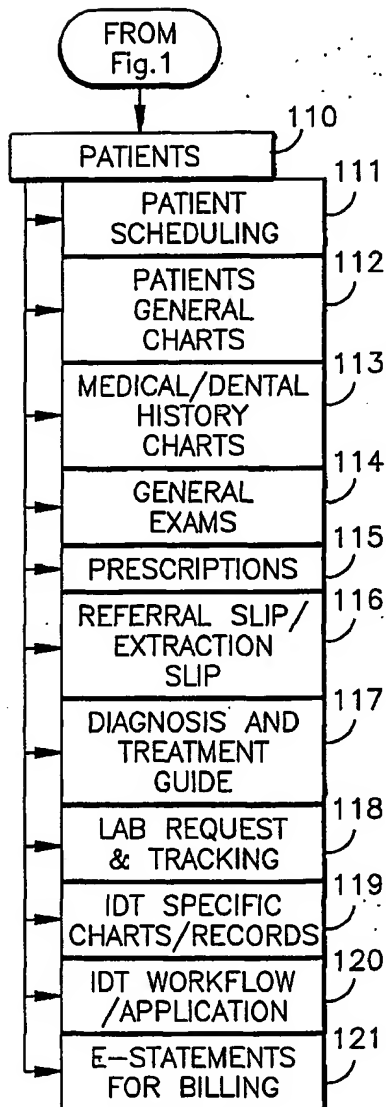 FROM
Fig.1
110
PATIENTS
111
PATIENT
SCHEDULING
112
PATIENTS
GENERAL
CHARTS
113
MEDICAL/DENTAL
HISTORY
CHARTS
114
GENERAL
EXAMS
115
PRESCRIPTIONS
116
REFERRAL SLIP/
EXTRACTION
SLIP
117
DIAGNOSIS AND
TREATMENT
GUIDE
118
LAB REQUEST
& TRACKING
119
IDT SPECIFIC
CHARTS/RECORDS
120
IDT WORKFLOW
/APPLICATION
121
E-STATEMENTS
FOR BILLING